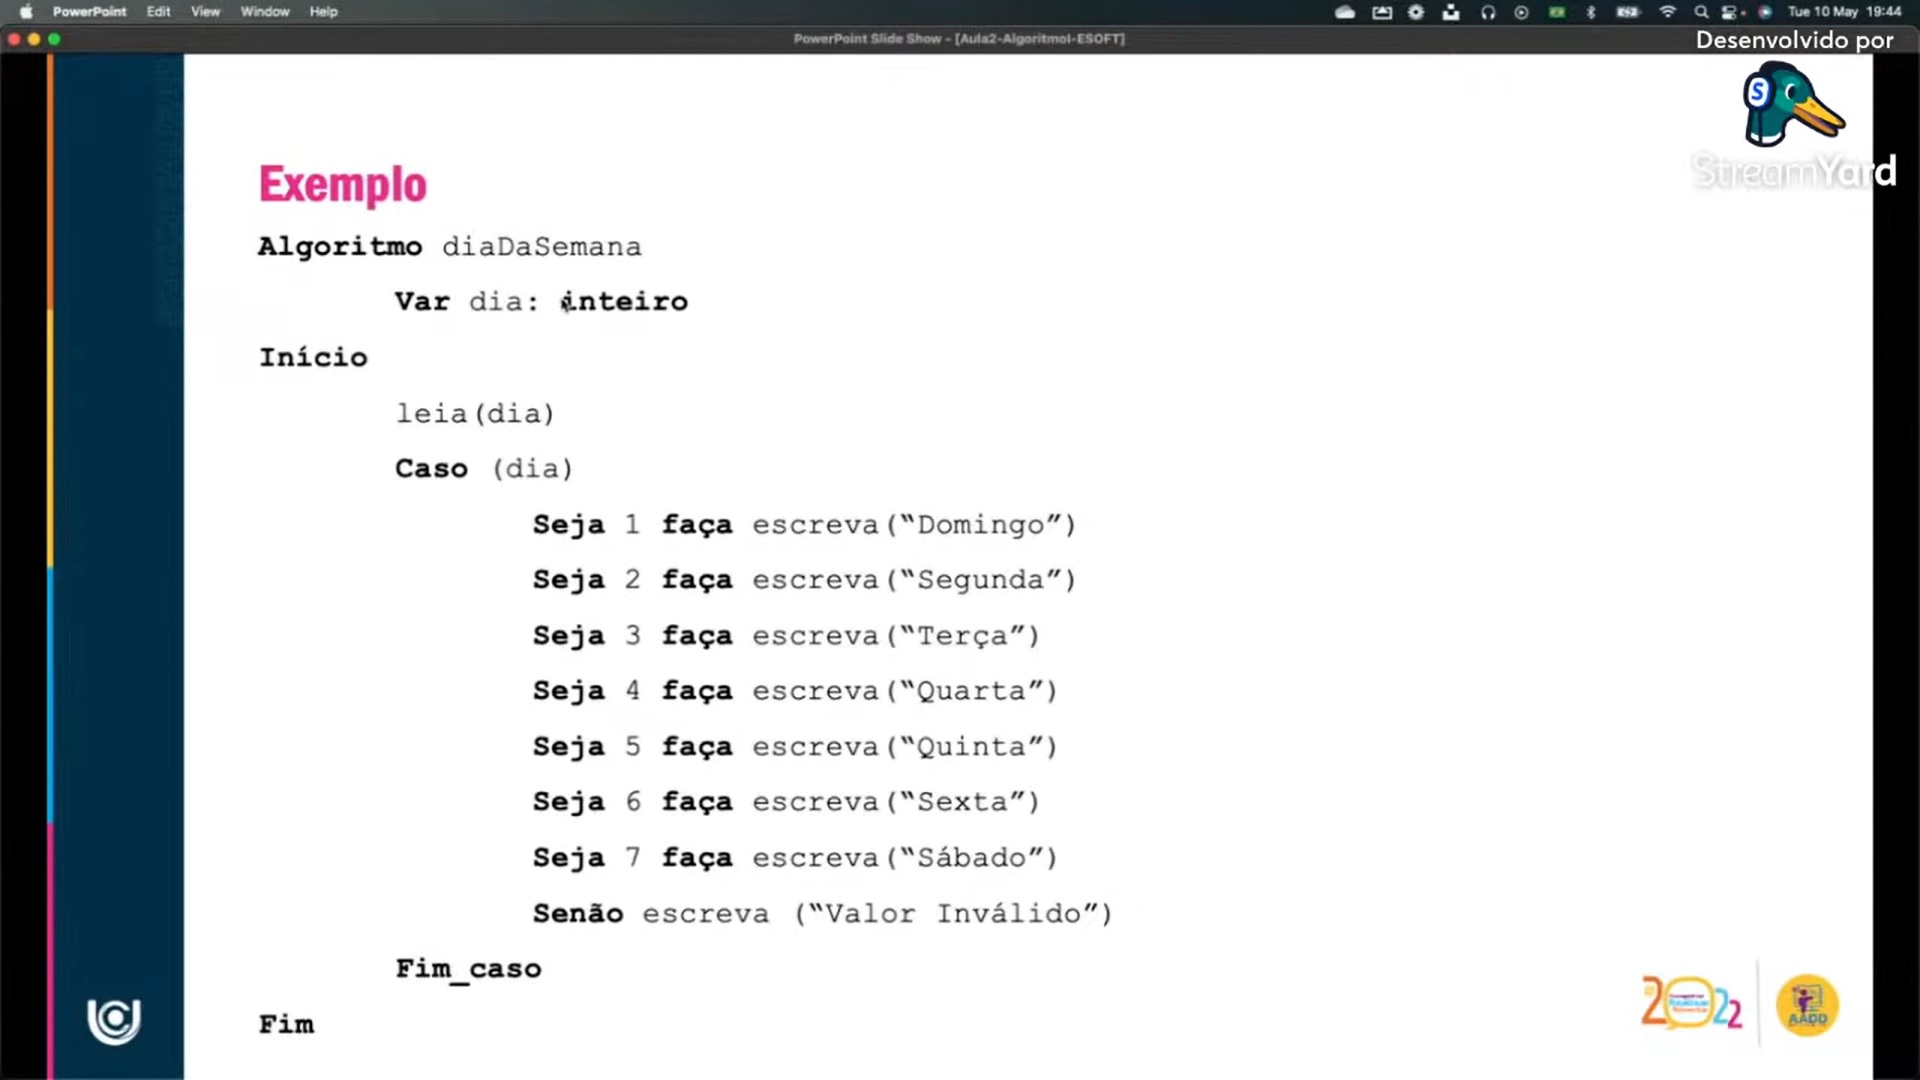 PowerPoint Edit View Window Help Tue 10 May 19:44
PowerPoint Slide Show - [Aula2-AlgoritmoI-ESOFT]
Desenvolvido por
S
StreamYard
Exemplo
Algoritmo diaDaSemana
Var dia: inteiro
Início
leia(dia)
Caso (dia)
Seja 1 faça escreva(“Domingo”)
Seja 2 faça escreva(“Segunda”)
Seja 3 faça escreva(“Terça”)
Seja 4 faça escreva(“Quarta”)
Seja 5 faça escreva(“Quinta”)
Seja 6 faça escreva(“Sexta”)
Seja 7 faça escreva(“Sábado”)
Senão escreva (“Valor Inválido”)
Fim_caso
Fim
2022
AADD